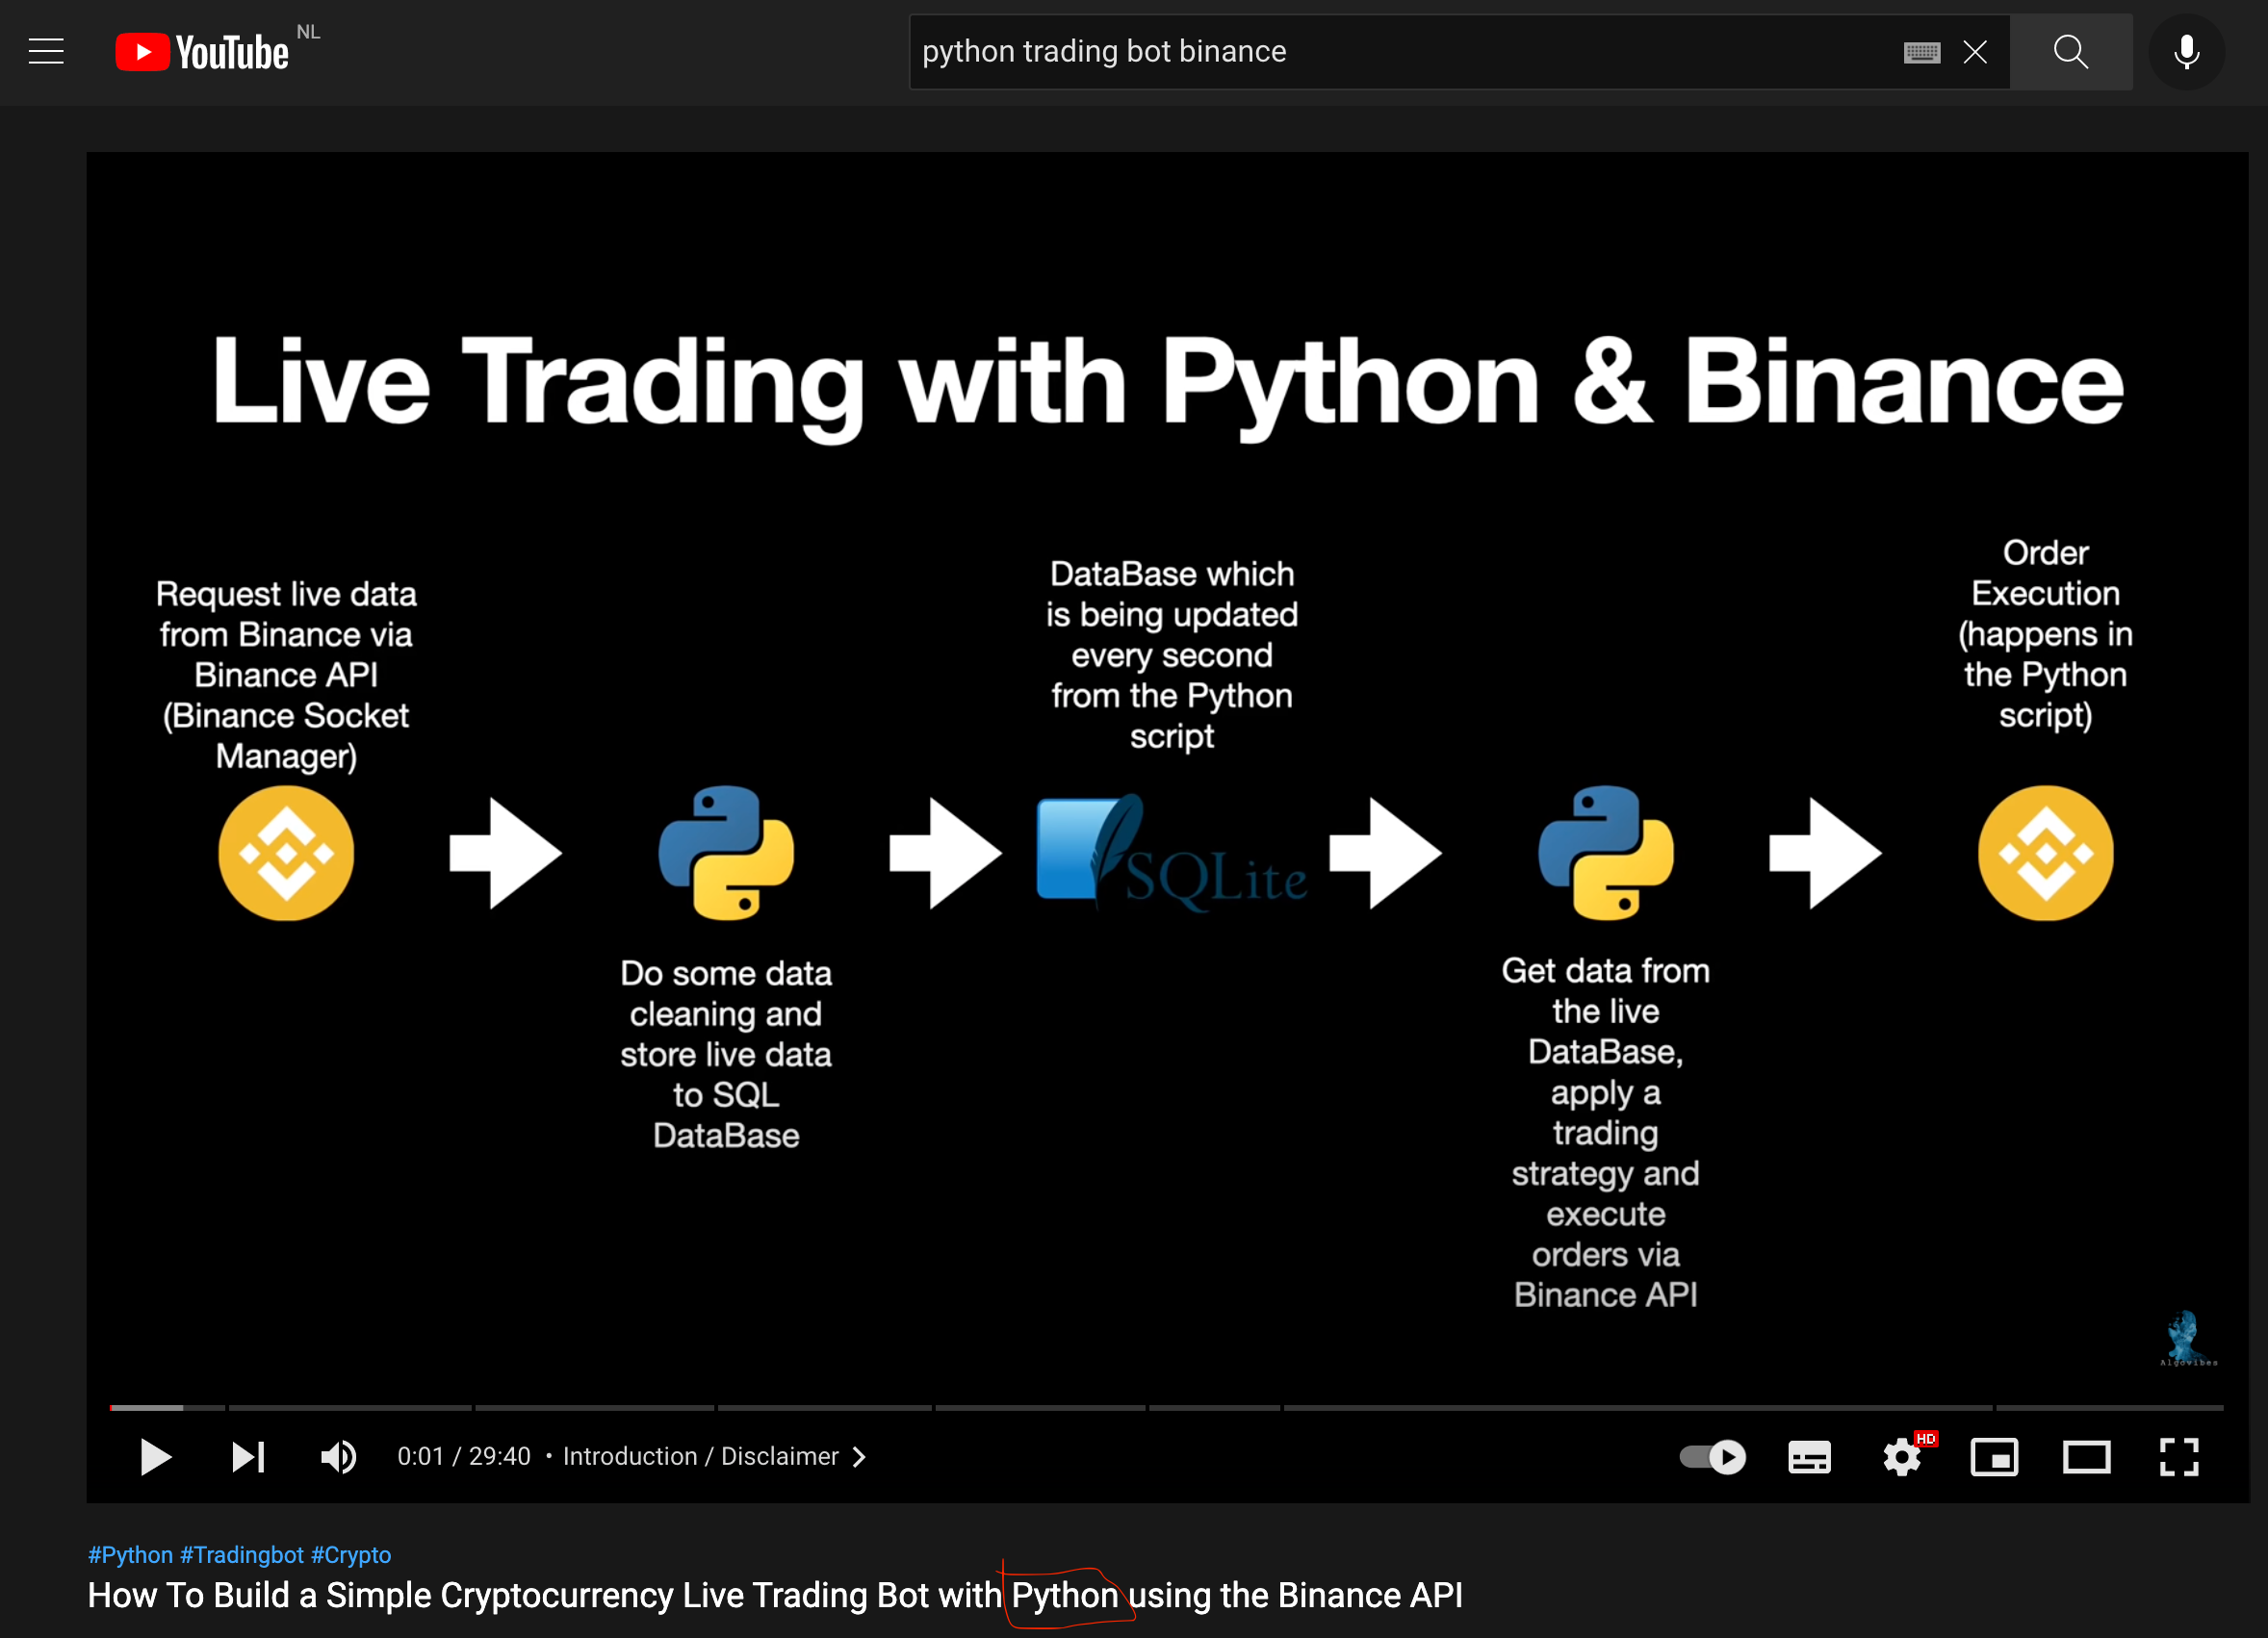 YouTube NL
python trading bot binance
Live Trading with Python & Binance
Request live data
from Binance via
Binance API
(Binance Socket
Manager)
DataBase which
is being updated
every second
from the Python
script
Order
Execution
(happens in
the Python
script)
SQLite
Do some data
cleaning and
store live data
to SQL
DataBase
Get data from
the live
DataBase,
apply a
trading
strategy and
execute
orders via
Binance API
Algovibes
0:01 / 29:40 • Introduction / Disclaimer
HD
#Python #Tradingbot #Crypto
How To Build a Simple Cryptocurrency Live Trading Bot with Python using the Binance API